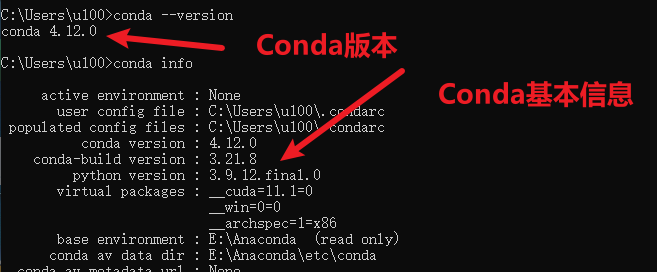 C:\Users\u100>conda --version
conda 4.12.0
Conda版本
C:\Users\u100>conda info
Conda基本信息
active environment : None
user config file : C:\Users\u100\.condarc
populated config files : C:\Users\u100\.condarc
conda version : 4.12.0
conda-build version : 3.21.8
python version : 3.9.12.final.0
virtual packages : __cuda=11.1=0
__win=0=0
__archspec=1=x86
base environment : E:\Anaconda (read only)
conda av data dir : E:\Anaconda\etc\conda
conda av metadata url : None